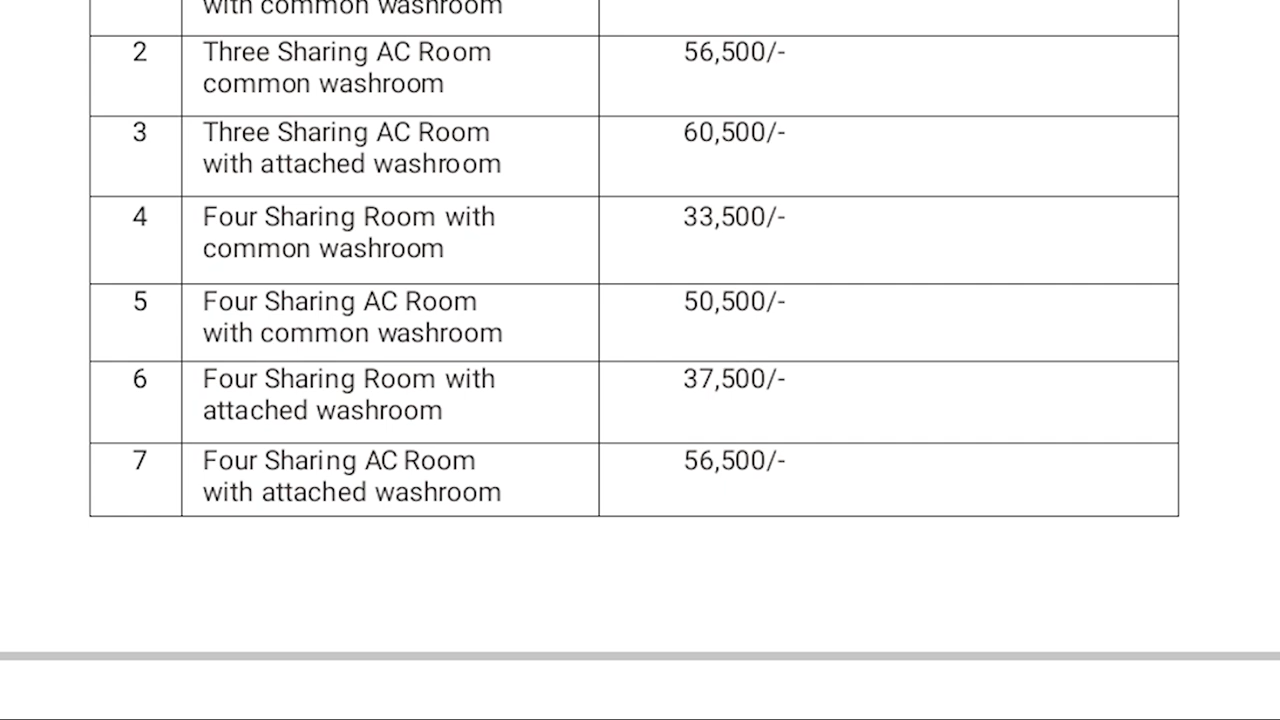 with common washroom
2 Three Sharing AC Room 56,500/-
common washroom
3 Three Sharing AC Room 60,500/-
with attached washroom
4 Four Sharing Room with 33,500/-
common washroom
5 Four Sharing AC Room 50,500/-
with common washroom
6 Four Sharing Room with 37,500/-
attached washroom
7 Four Sharing AC Room 56,500/-
with attached washroom